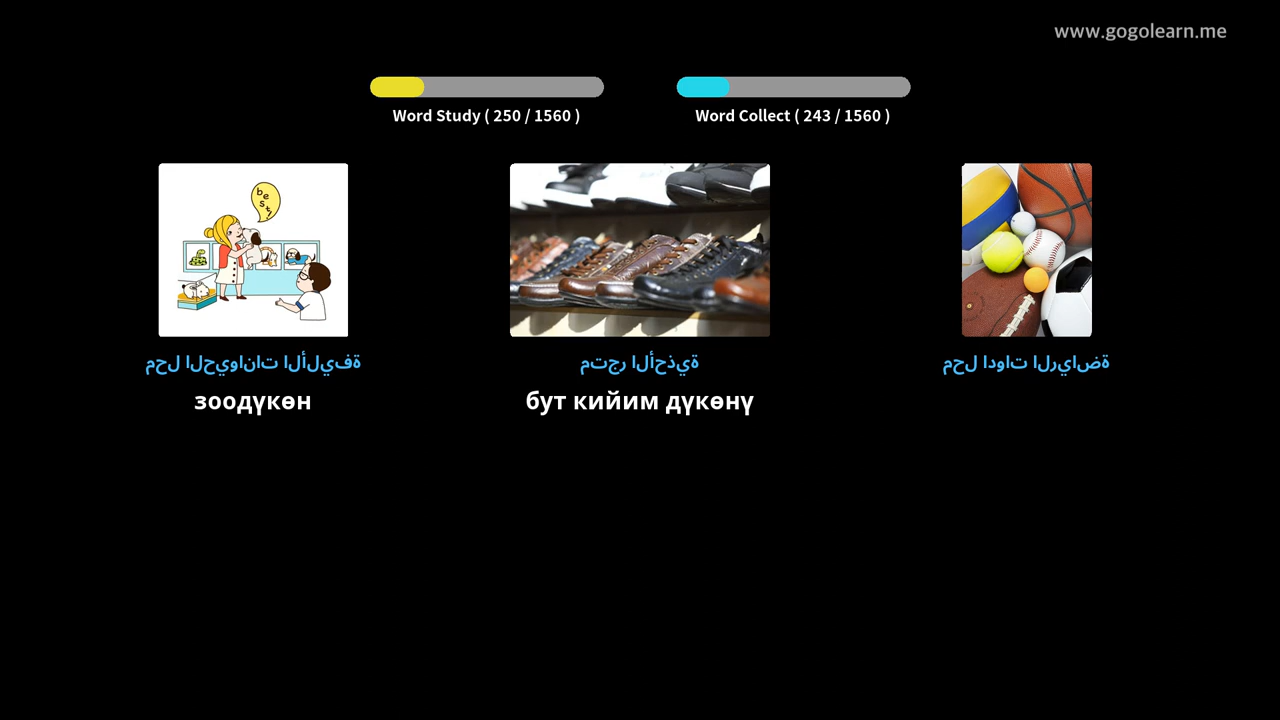 www.gogolearn.me
Word Study ( 250 / 1560 )
Word Collect ( 243 / 1560 )
best
محل الحيوانات الأليفة
متجر الأحذية
محل ادوات الرياضة
зоодүкөн
бут кийим дүкөнү